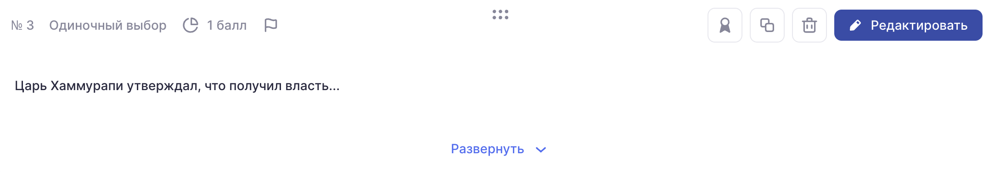 № 3 Одиночный выбор 1 балл Редактировать
Царь Хаммурапи утверждал, что получил власть...
Развернуть